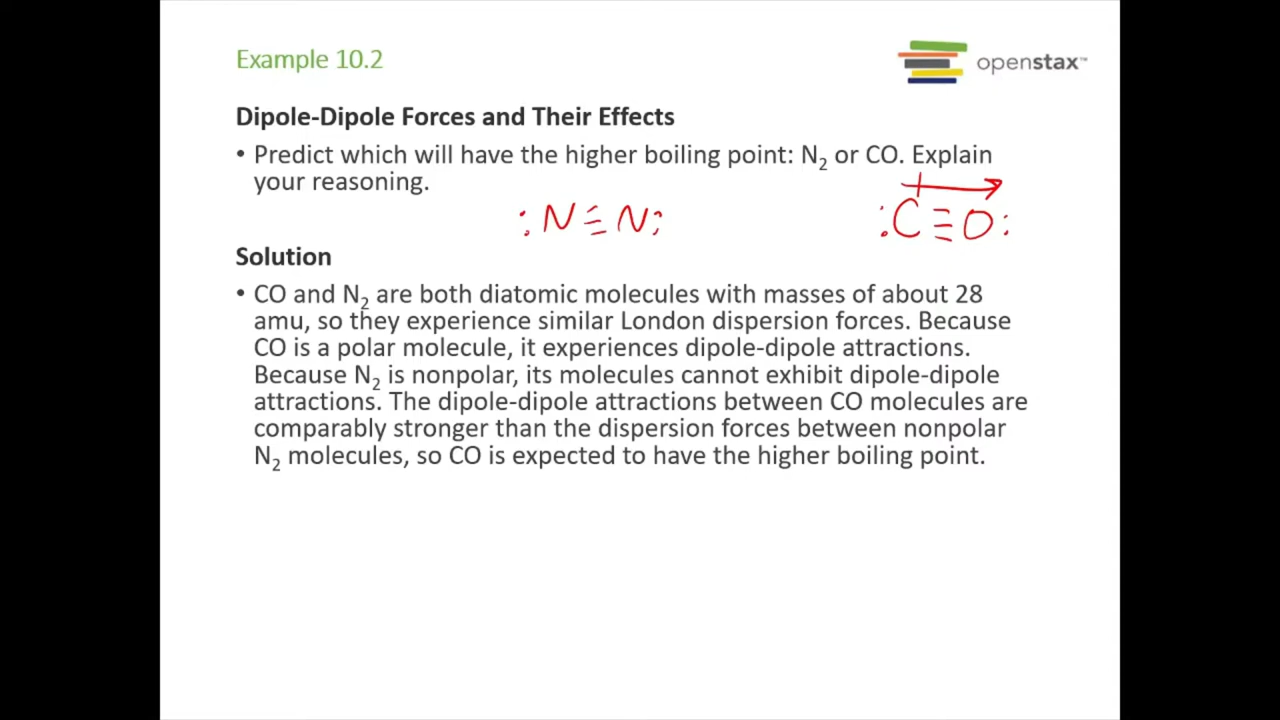 Example 10.2
openstax™
Dipole-Dipole Forces and Their Effects
• Predict which will have the higher boiling point: N₂ or CO. Explain
your reasoning.
:N≡N:
:C≡O:
Solution
• CO and N₂ are both diatomic molecules with masses of about 28
amu, so they experience similar London dispersion forces. Because
CO is a polar molecule, it experiences dipole-dipole attractions.
Because N₂ is nonpolar, its molecules cannot exhibit dipole-dipole
attractions. The dipole-dipole attractions between CO molecules are
comparably stronger than the dispersion forces between nonpolar
N₂ molecules, so CO is expected to have the higher boiling point.